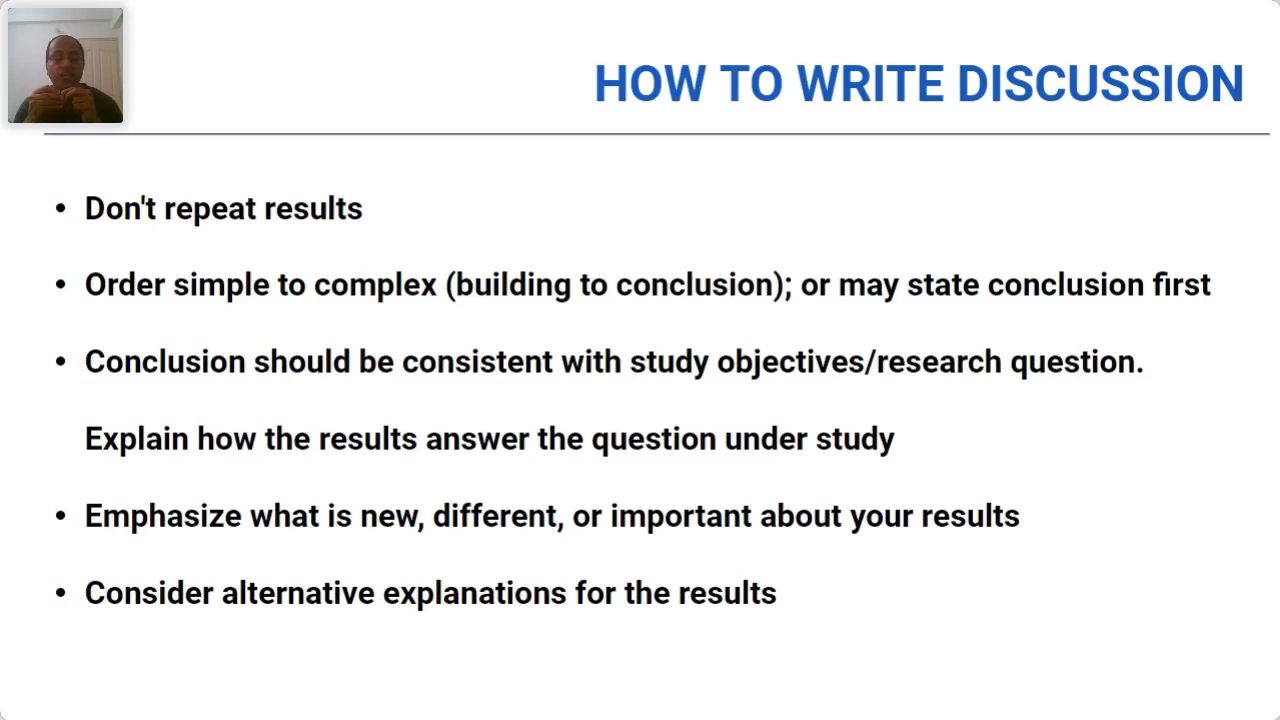 HOW TO WRITE DISCUSSION
• Don't repeat results
• Order simple to complex (building to conclusion); or may state conclusion first
• Conclusion should be consistent with study objectives/research question.
Explain how the results answer the question under study
• Emphasize what is new, different, or important about your results
• Consider alternative explanations for the results